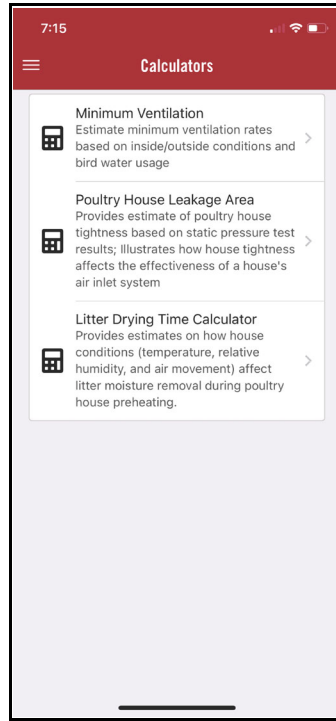 7:15
Calculators
Minimum Ventilation
Estimate minimum ventilation rates
based on inside/outside conditions and
bird water usage
Poultry House Leakage Area
Provides estimate of poultry house
tightness based on static pressure test
results; Illustrates how house tightness
affects the effectiveness of a house's
air inlet system
Litter Drying Time Calculator
Provides estimates on how house
conditions (temperature, relative
humidity, and air movement) affect
litter moisture removal during poultry
house preheating.